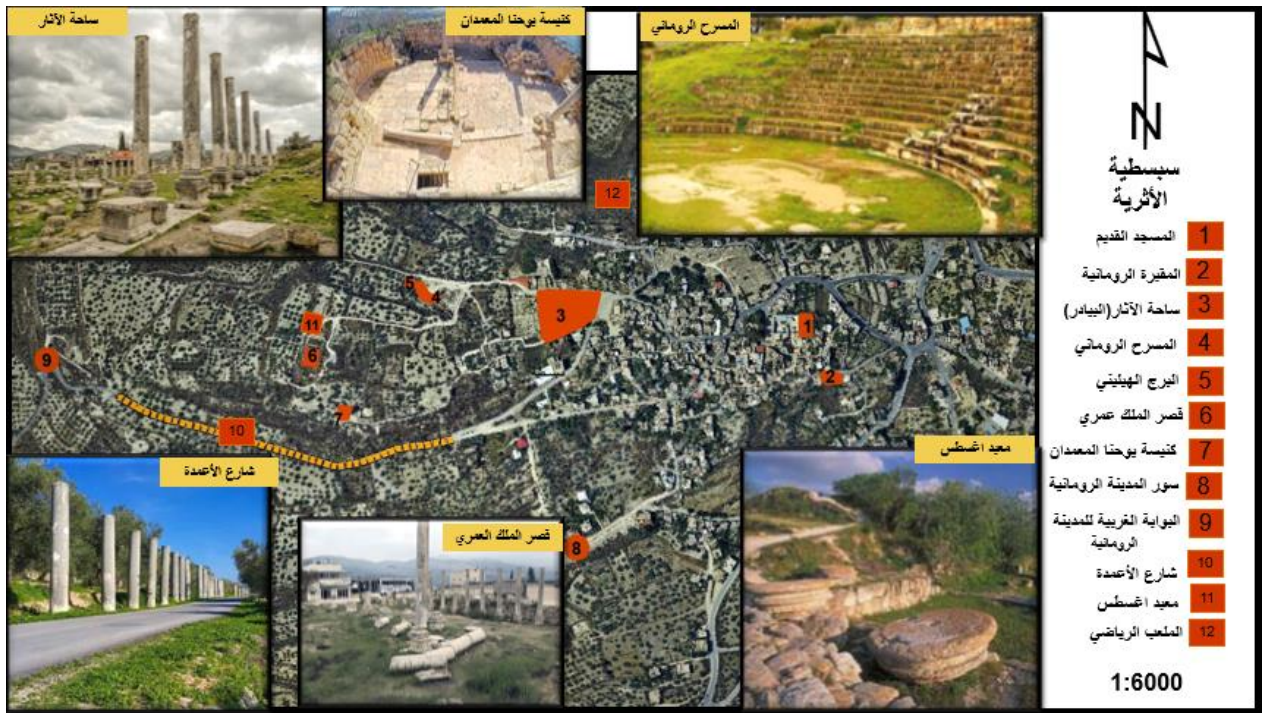 ساحة الآثار
كنيسة يوحنا المعمدان
المسرح الروماني
N
سبسطية
الأثرية
1 المسجد القديم
2 المقبرة الرومانية
3 ساحة الآثار(البيادر)
4 المسرح الروماني
5 البرج الهيليني
6 قصر الملك عمري
7 كنيسة يوحنا المعمدان
8 سور المدينة الرومانية
9 البوابة الغربية للمدينة
الرومانية
10 شارع الأعمدة
11 معبد اغسطس
12 الملعب الرياضي
1:6000
12
5
4
3
11
1
6
9
2
7
10
8
شارع الأعمدة
قصر الملك العمري
معبد اغسطس